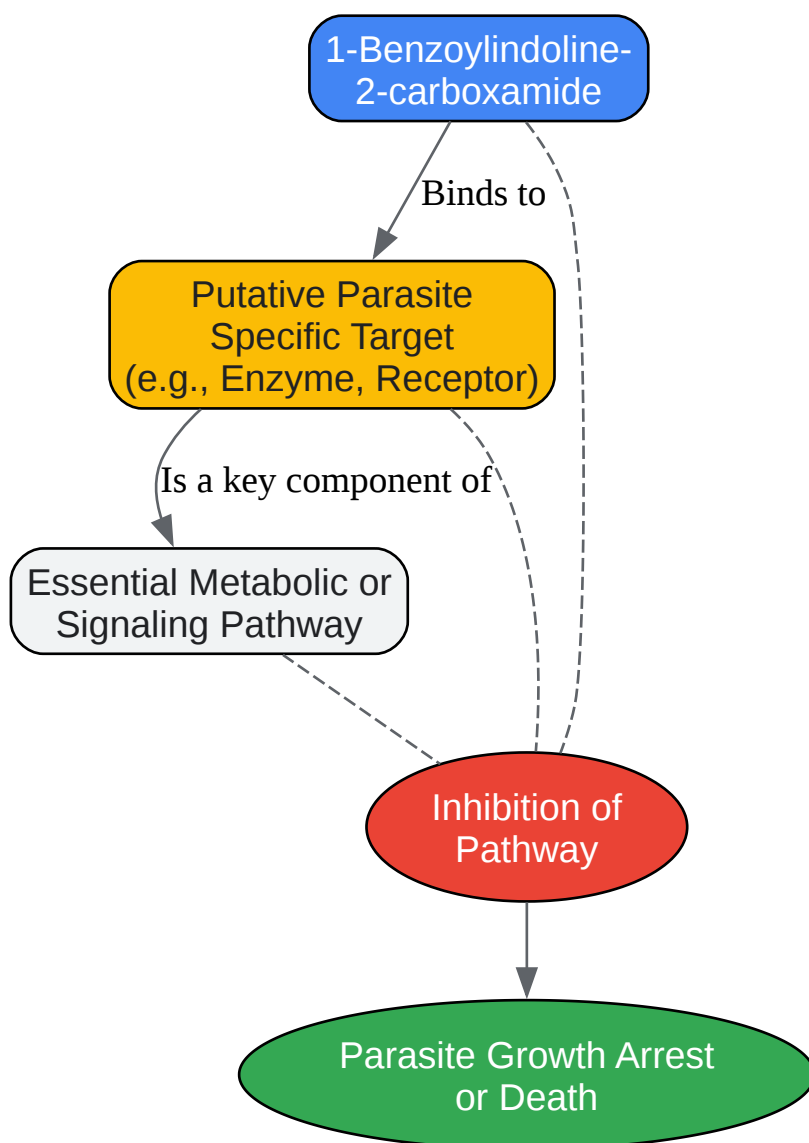 1-Benzoylindoline-
2-carboxamide
Binds to
Putative Parasite
Specific Target
(e.g., Enzyme, Receptor)
Is a key component of
Essential Metabolic or
Signaling Pathway
Inhibition of
Pathway
Parasite Growth Arrest
or Death